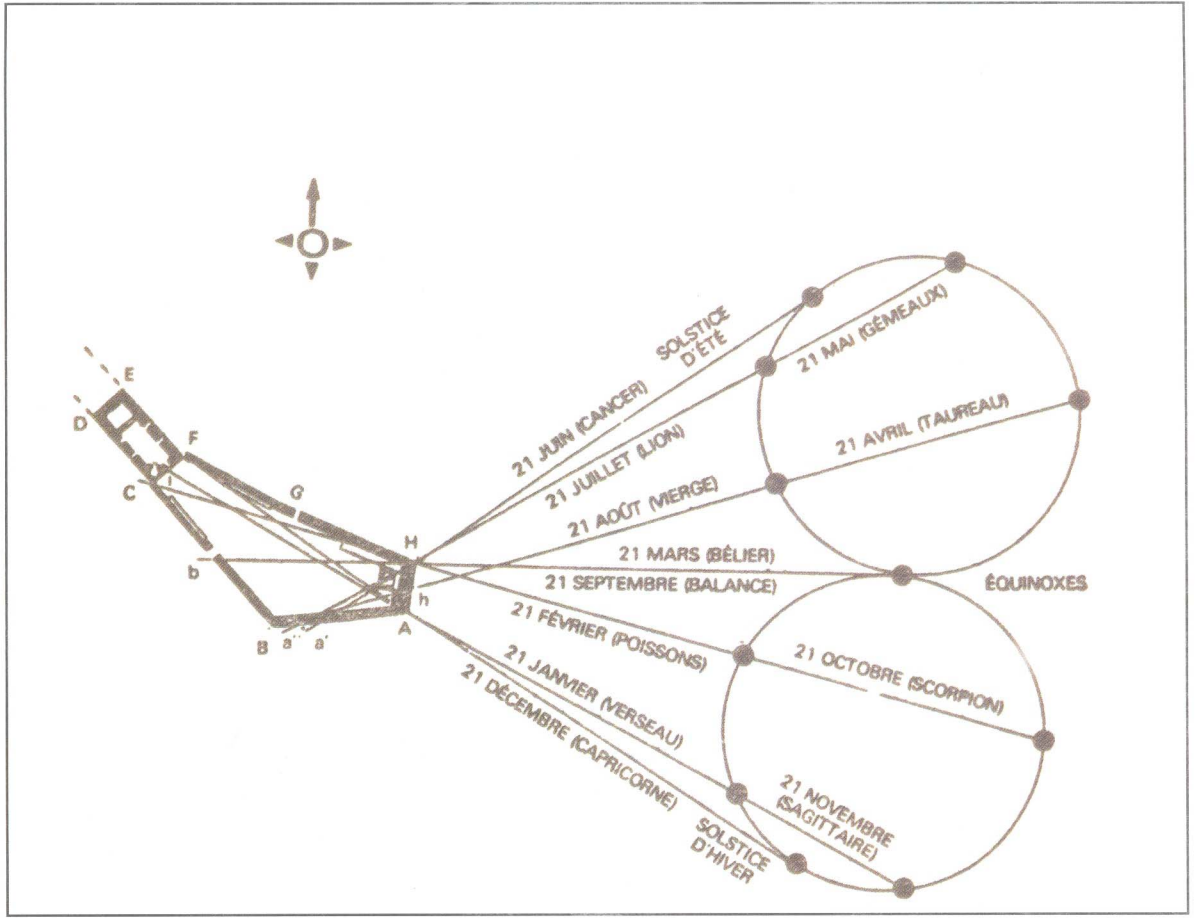 SOLSTICE
D'ÉTÉ
21 MAI (GÉMEAUX)
21 JUIN (CANCER)
21 JUILLET (LION)
21 AVRIL (TAUREAU)
21 AOÛT (VIERGE)
21 MARS (BÉLIER)
21 SEPTEMBRE (BALANCE)
ÉQUINOXES
21 FÉVRIER (POISSONS)
21 OCTOBRE (SCORPION)
21 JANVIER (VERSEAU)
21 DÉCEMBRE (CAPRICORNE)
21 NOVEMBRE
(SAGITTAIRE)
SOLSTICE
D'HIVER
E
D
F
C
i
G
H
b
h
A
B
a''
a'